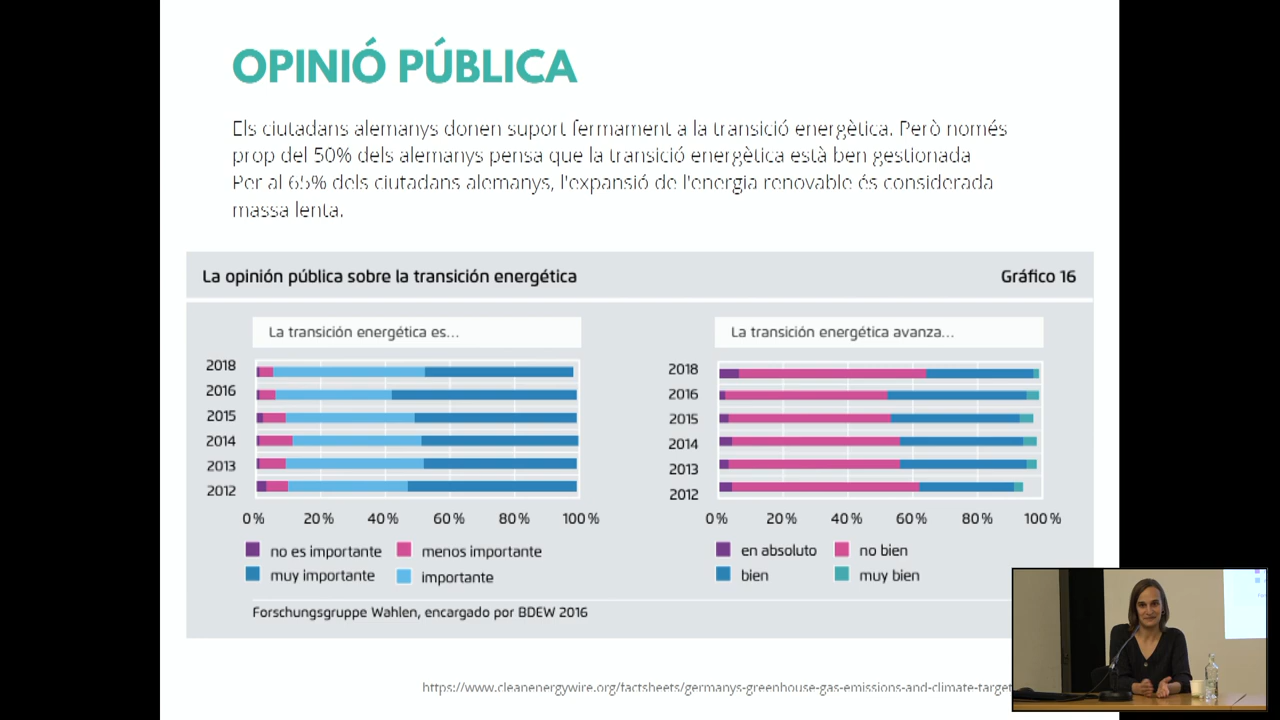 OPINIÓ PÚBLICA
Els ciutadans alemanys donen suport fermament a la transició energètica. Però només
prop del 50% dels alemanys pensa que la transició energètica està ben gestionada
Per al 65% dels ciutadans alemanys, l'expansió de l'energia renovable és considerada
massa lenta.
La opinión pública sobre la transición energética
Gráfico 16
La transición energética es...
2018
2016
2015
2014
2013
2012
0 % 20 % 40 % 60 % 80 % 100 %
no es importante
menos importante
muy importante
importante
La transición energética avanza...
2018
2016
2015
2014
2013
2012
0 % 20 % 40 % 60 % 80 % 100 %
en absoluto
no bien
bien
muy bien
Forschungsgruppe Wahlen, encargado por BDEW 2016
https://www.cleanenergywire.org/factsheets/germanys-greenhouse-gas-emissions-and-climate-target